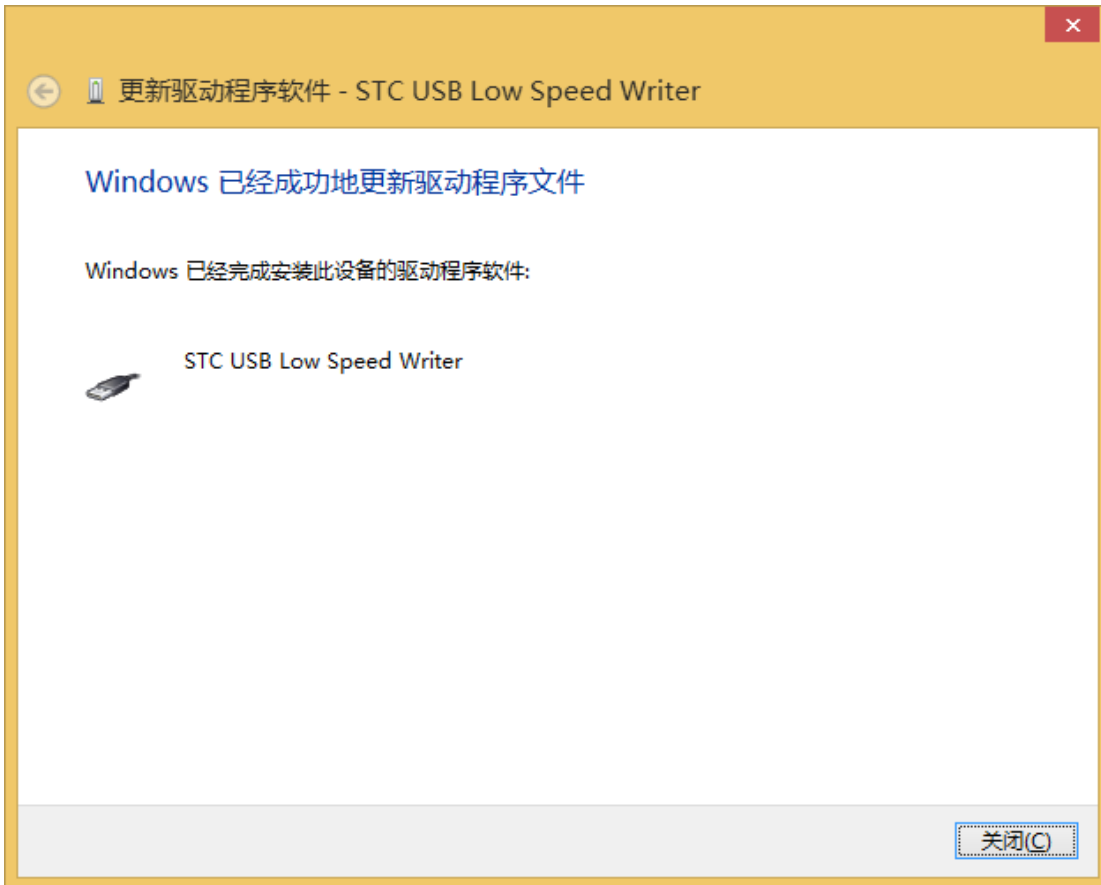 更新驱动程序软件 - STC USB Low Speed Writer
Windows 已经成功地更新驱动程序文件
Windows 已经完成安装此设备的驱动程序软件:
STC USB Low Speed Writer
关闭(C)